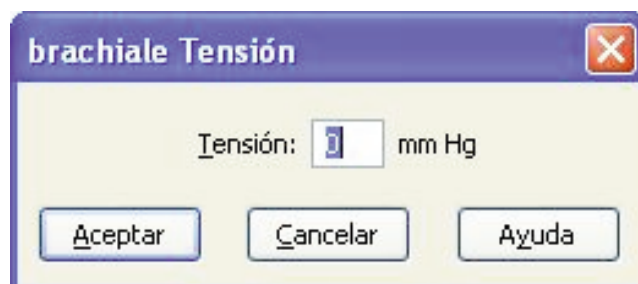 brachiale Tensión
Tensión: 0 mm Hg
Aceptar Cancelar Ayuda